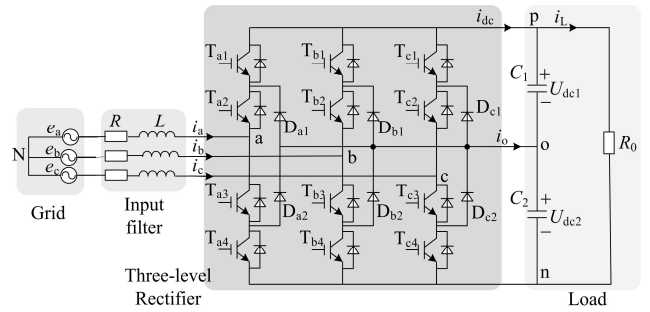 i_dc p i_L
T_a1 T_b1 T_c1
C_1 + U_dc1 −
T_a2 T_b2 T_c2 D_c1
D_a1 D_b1
e_a R L i_a a
N e_b i_b b i_o o R_0
e_c i_c c
T_a3 T_b3 T_c3
D_a2 D_b2 D_c2
C_2 + U_dc2 −
Grid Input
filter
T_a4 T_b4 T_c4
Three-level
Rectifier
n
Load